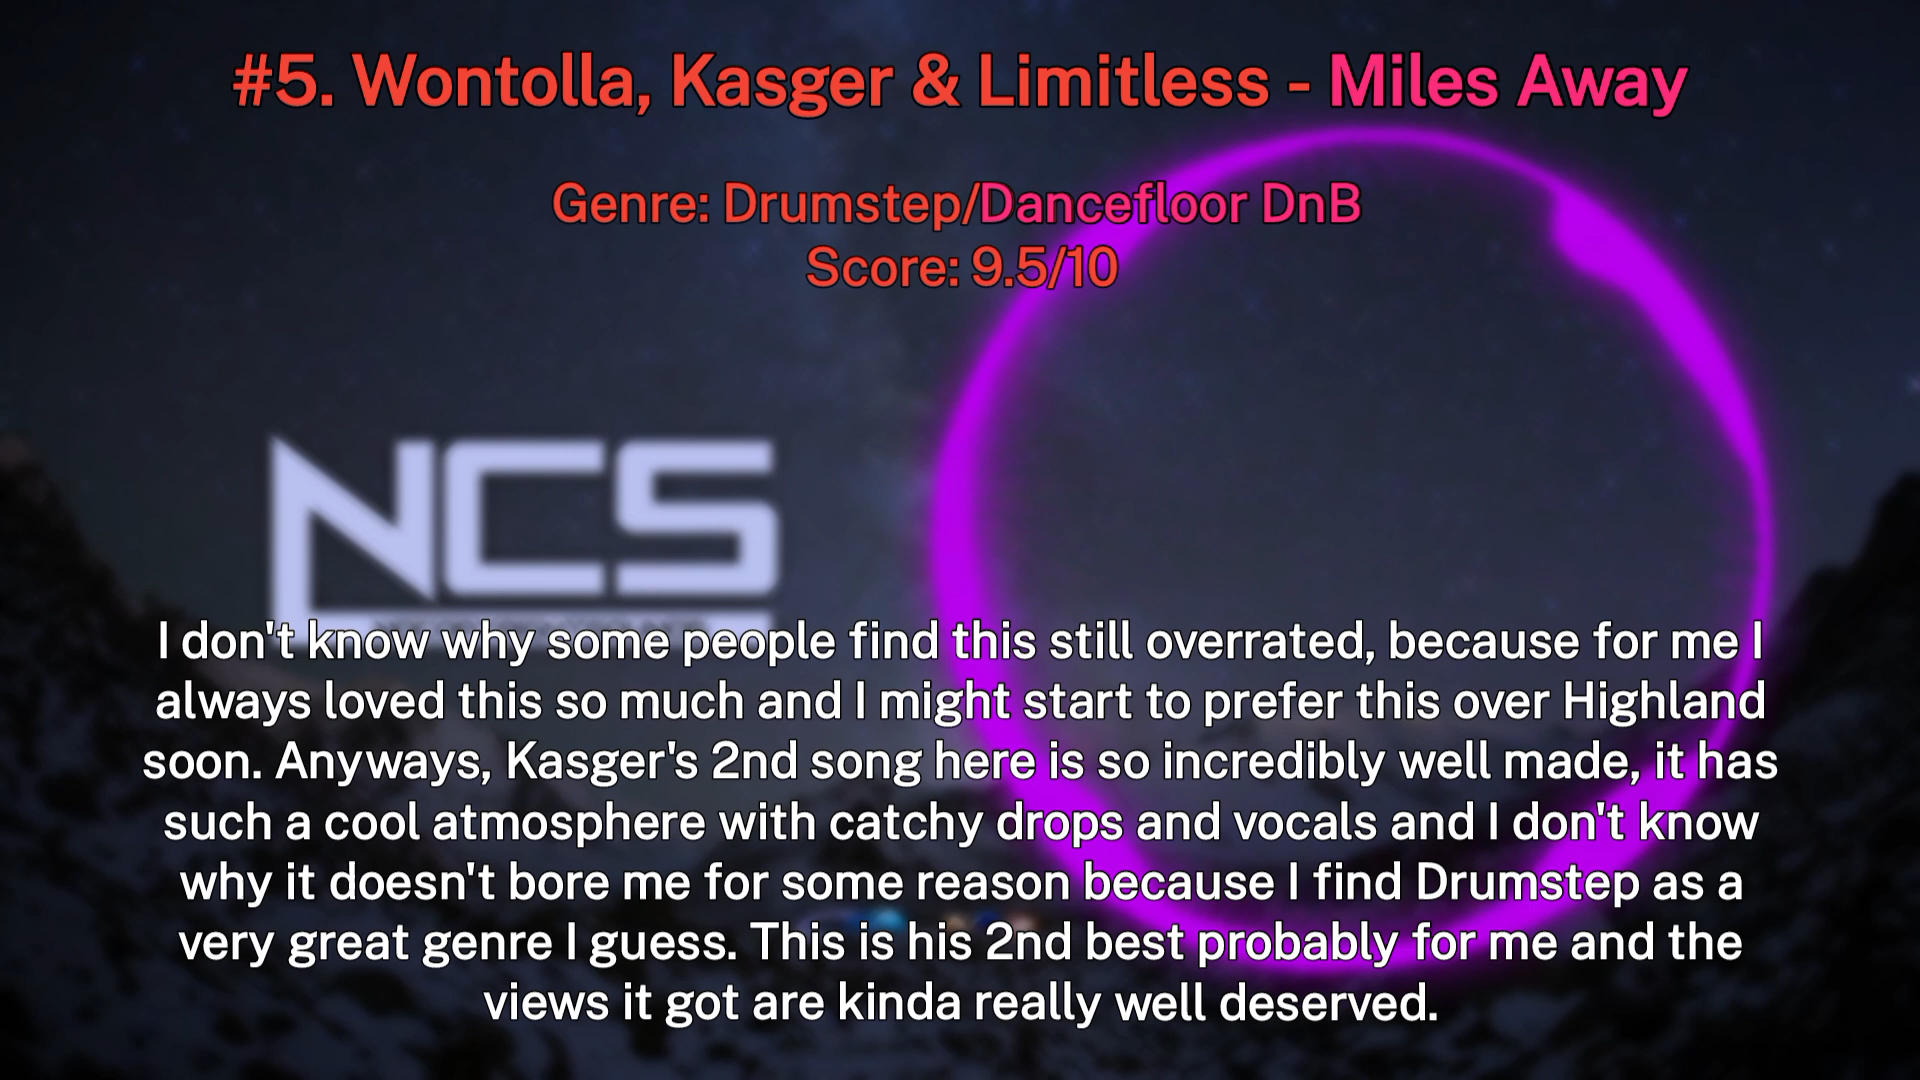 #5. Wontolla, Kasger & Limitless - Miles Away
Genre: Drumstep/Dancefloor DnB
Score: 9.5/10
NCS
I don't know why some people find this still overrated, because for me I
always loved this so much and I might start to prefer this over Highland
soon. Anyways, Kasger's 2nd song here is so incredibly well made, it has
such a cool atmosphere with catchy drops and vocals and I don't know
why it doesn't bore me for some reason because I find Drumstep as a
very great genre I guess. This is his 2nd best probably for me and the
views it got are kinda really well deserved.